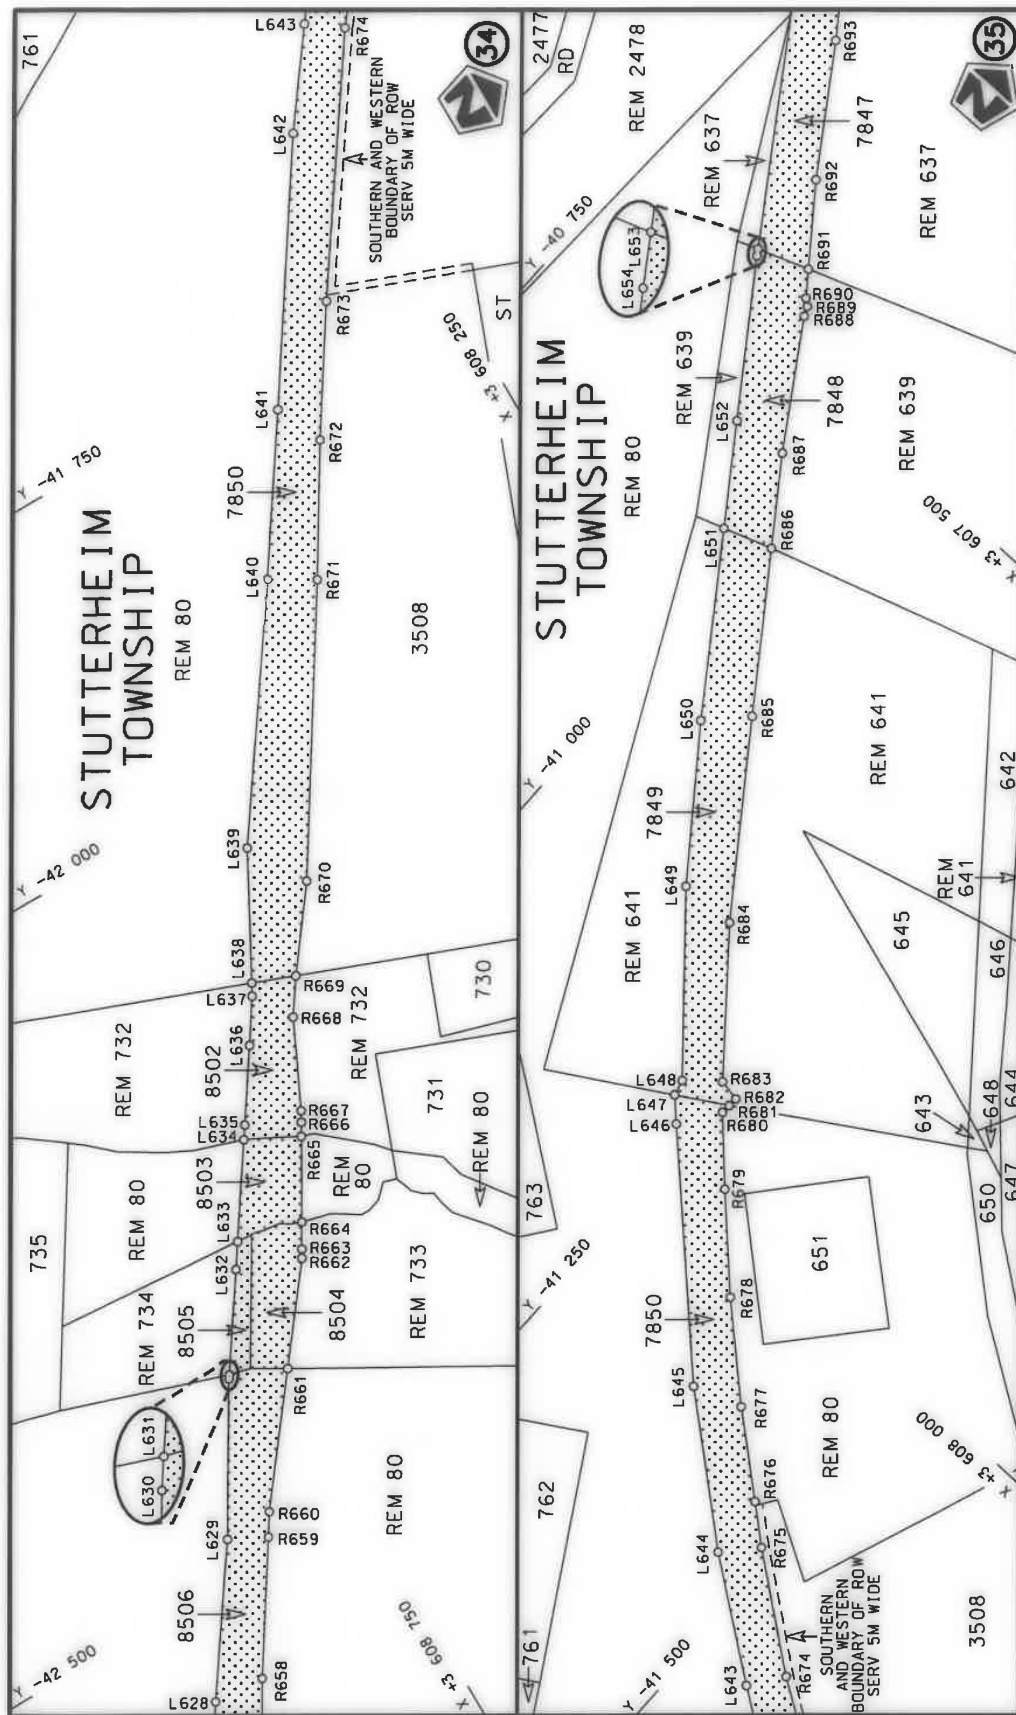 761
L643
R674
34
N
L642
SOUTHERN AND WESTERN
BOUNDARY OF ROW
SERV 5M WIDE
R673
ST
X +3 608 250
L641
R672
Y -41 750
7850
STUTTERHEIM
TOWNSHIP
REM 80
L640
R671
3508
L639
R670
Y -42 000
L638
L637
R669
R668
REM 732
730
L636
REM 732
8502
R667
R666
731
REM 80
L635
L634
R665
REM
80
8503
REM 80
735
L633
R664
R663
R662
L632
REM 733
8504
8505
REM 734
R661
L631
L630
REM 80
R660
R659
L629
8506
X +3 608 750
Y -42 500
R658
L628
2477
RD
REM 2478
R693
35
N
7847
REM 637
R692
REM 637
L653
L654
Y -40 750
R691
R690
R689
R688
REM 639
7848
L652
REM 639
R687
STUTTERHEIM
TOWNSHIP
REM 80
X +3 607 500
L651
R686
L650
R685
REM 641
642
Y -41 000
7849
L649
REM
641
R684
REM 641
645
646
L648
R683
L647
R682
R681
R680
L646
643
648
644
647
650
R679
763
651
Y -41 250
R678
7850
L645
R677
REM 80
X +3 608 000
R676
762
L644
R675
SOUTHERN
AND WESTERN
BOUNDARY OF ROW
SERV 5M WIDE
3508
761
Y -41 500
L643
R674